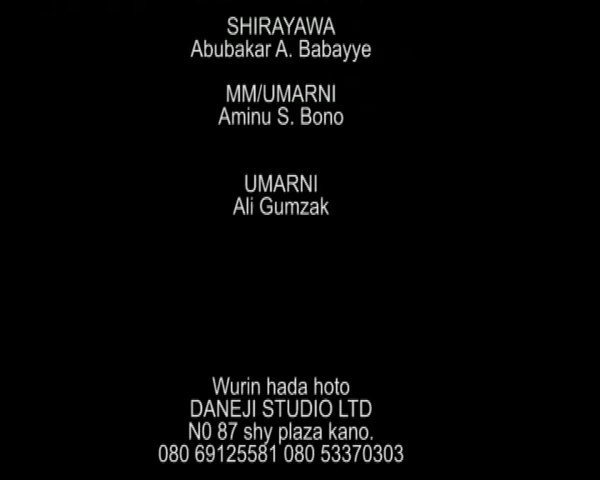 SHIRAYAWA
Abubakar A. Babayye
MM/UMARNI
Aminu S. Bono
UMARNI
Ali Gumzak
Wurin hada hoto
DANEJI STUDIO LTD
N0 87 shy plaza kano.
080 69125581 080 53370303